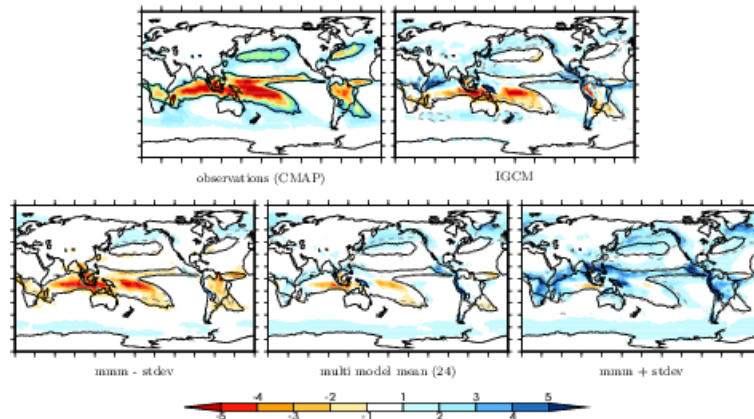 observations (CMAP)
IGCM
mmm - stdev
multi model mean (24)
mmm + stdev
-4 -2 1 3 5
-5 -3 -1 2 4